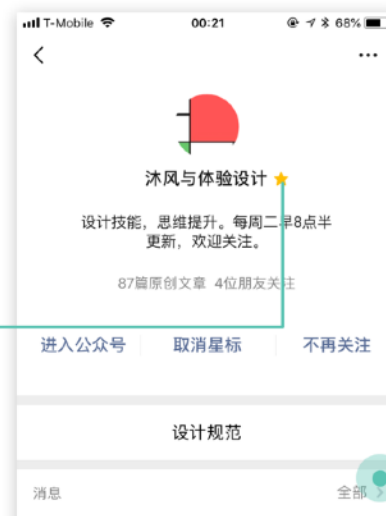 T-Mobile 00:21 68%
沐风与体验设计
设计技能，思维提升。每周二早8点半
更新，欢迎关注。
87篇原创文章 4位朋友关注
进入公众号 取消星标 不再关注
设计规范
消息 全部